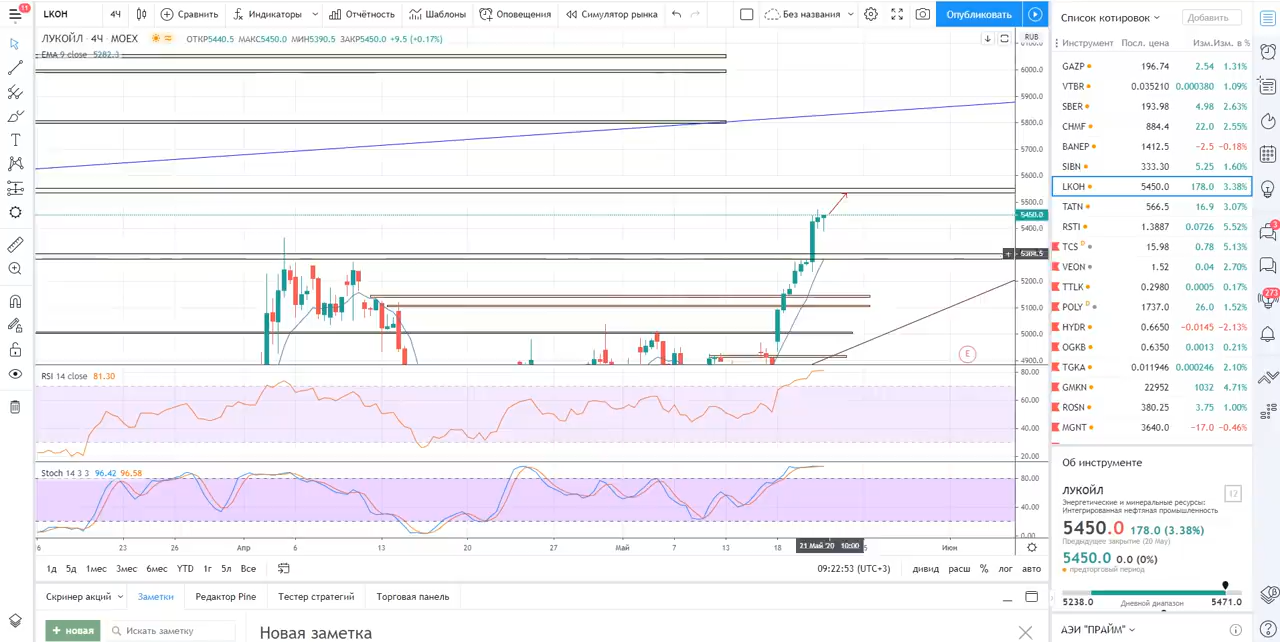 11
LKOH 4Ч Сравнить Индикаторы Отчётность Шаблоны Оповещения Симулятор рынка Без названия Опубликовать
Список котировок Добавить
ЛУКОЙЛ · 4Ч · MOEX ОТКР5440.5 МАКС5450.0 МИН5390.5 ЗАКР5450.0 +9.5 (+0.17%)
EMA 9 close 5282.3
RUB
6100.0
6000.0
5900.0
5800.0
5700.0
5600.0
5500.0
5450.0
5400.0
5200.0
5100.0
5000.0
4900.0
E
RSI 14 close 81.30
80.00
60.00
40.00
20.00
Stoch 14 3 3 96.42 96.58
80.00
40.00
0.00
23 26 Апр 6 13 20 27 Май 7 13 18 21 Май '20 10:00 Июн
1д 5д 1мес 3мес 6мес YTD 1г 5л Все 09:22:53 (UTC+3) дивид расш % лог авто
Скринер акций Заметки Редактор Pine Тестер стратегий Торговая панель
+ новая Искать заметку Новая заметка
Инструмент Посл. цена Изм. Изм. в %
GAZP 196.74 2.54 1.31%
VTBR 0.035210 0.000380 1.09%
SBER 193.98 4.98 2.63%
CHMF 884.4 22.0 2.55%
BANEP 1412.5 −2.5 −0.18%
SIBN 333.30 5.25 1.60%
LKOH 5450.0 178.0 3.38%
TATN 566.5 16.9 3.07%
RSTI 1.3887 0.0726 5.52%
TCS D 15.98 0.78 5.13%
VEON 1.52 0.04 2.70%
TTLK 0.2980 0.0005 0.17%
POLY D 1737.0 26.0 1.52%
HYDR 0.6650 −0.0145 −2.13%
OGKB 0.6350 0.0013 0.21%
TGKA 0.011946 0.000246 2.10%
GMKN 22952 1032 4.71%
ROSN 380.25 3.75 1.00%
MGNT 3640.0 −17.0 −0.46%
Об инструменте
ЛУКОЙЛ
12
Энергетические и минеральные ресурсы:
Интегрированная нефтяная промышленность
5450.0 178.0 (3.38%)
Предыдущее закрытие (20 May)
5450.0 0.0 (0%)
предторговый период
5238.0 Дневной диапазон 5471.0
АЭИ "ПРАЙМ"
3
273